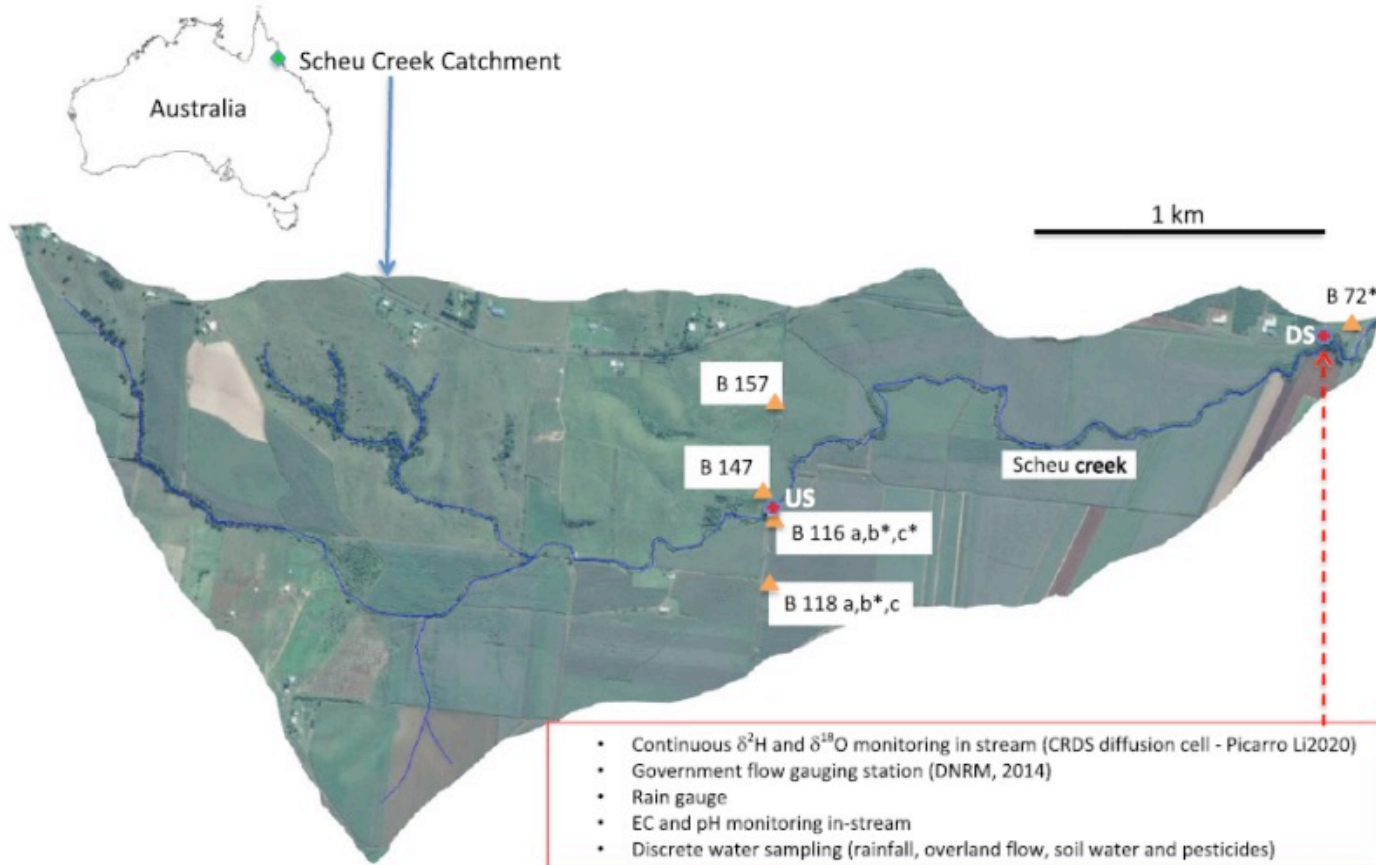 Scheu Creek Catchment
Australia
1 km
B 72*
DS
B 157
B 147
Scheu creek
US
B 116 a,b*,c*
B 118 a,b*,c
• Continuous δ²H and δ¹⁸O monitoring in stream (CRDS diffusion cell - Picarro Li2020)
• Government flow gauging station (DNRM, 2014)
• Rain gauge
• EC and pH monitoring in-stream
• Discrete water sampling (rainfall, overland flow, soil water and pesticides)